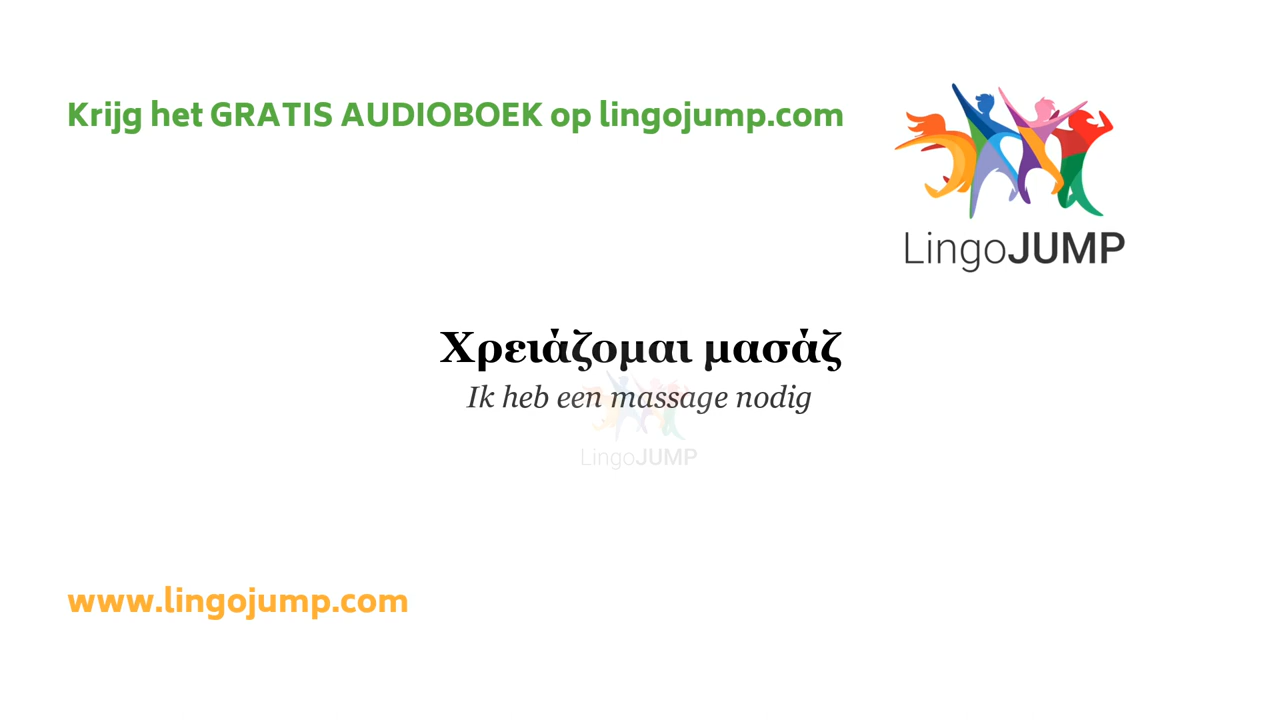 Krijg het GRATIS AUDIOBOEK op lingojump.com
LingoJUMP
Χρειάζομαι μασάζ
Ik heb een massage nodig
LingoJUMP
www.lingojump.com